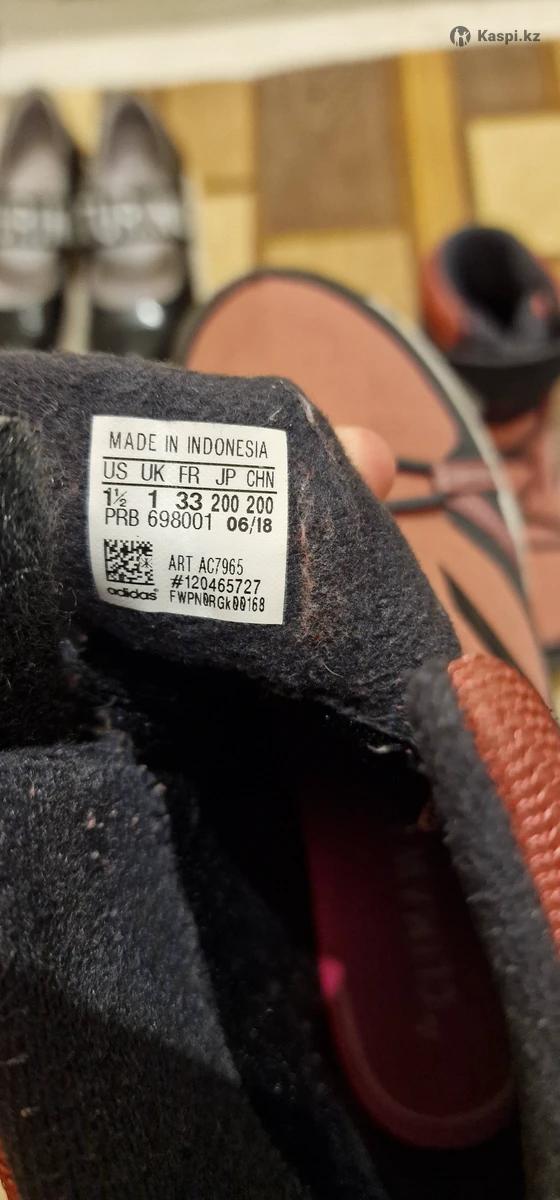 Kaspi.kz
MADE IN INDONESIA
US UK FR JP CHN
1½ 1 33 200 200
PRB 698001 06/18
ART AC7965
#120465727
adidas FWPN0RGk00168